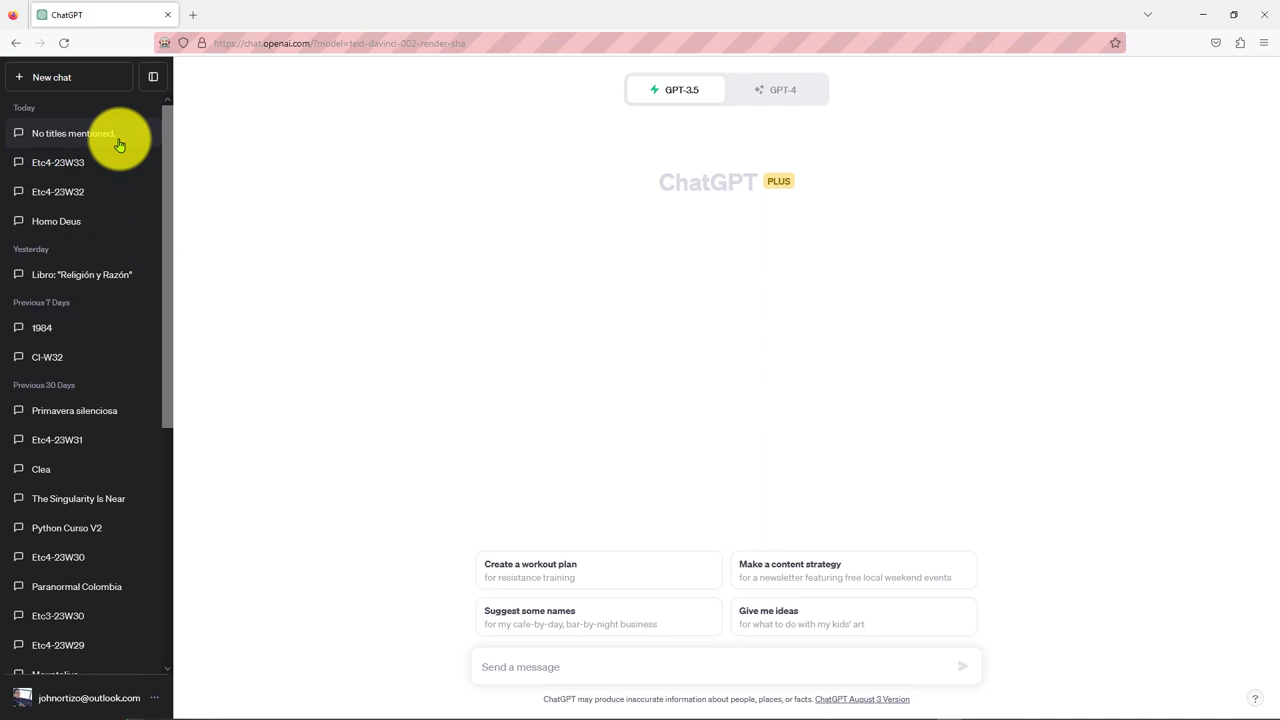 ChatGPT
https://chat.openai.com/?model=text-davinci-002-render-sha
New chat
Today
No titles mentioned.
Etc4-23W33
Ect4-23W32
Homo Deus
Yesterday
Libro: "Religión y Razón"
Previous 7 Days
1984
CI-W32
Previous 30 Days
Primavera silenciosa
Etc4-23W31
Clea
The Singularity Is Near
Python Curso V2
Etc4-23W30
Paranormal Colombia
Etc3-23W30
Etc4-23W29
johortizo@outlook.com
GPT-3.5
GPT-4
ChatGPT PLUS
Create a workout plan
for resistance training
Make a content strategy
for a newsletter featuring free local weekend events
Suggest some names
for my cafe-by-day, bar-by-night business
Give me ideas
for what to do with my kids' art
Send a message
ChatGPT may produce inaccurate information about people, places, or facts. ChatGPT August 3 Version
?